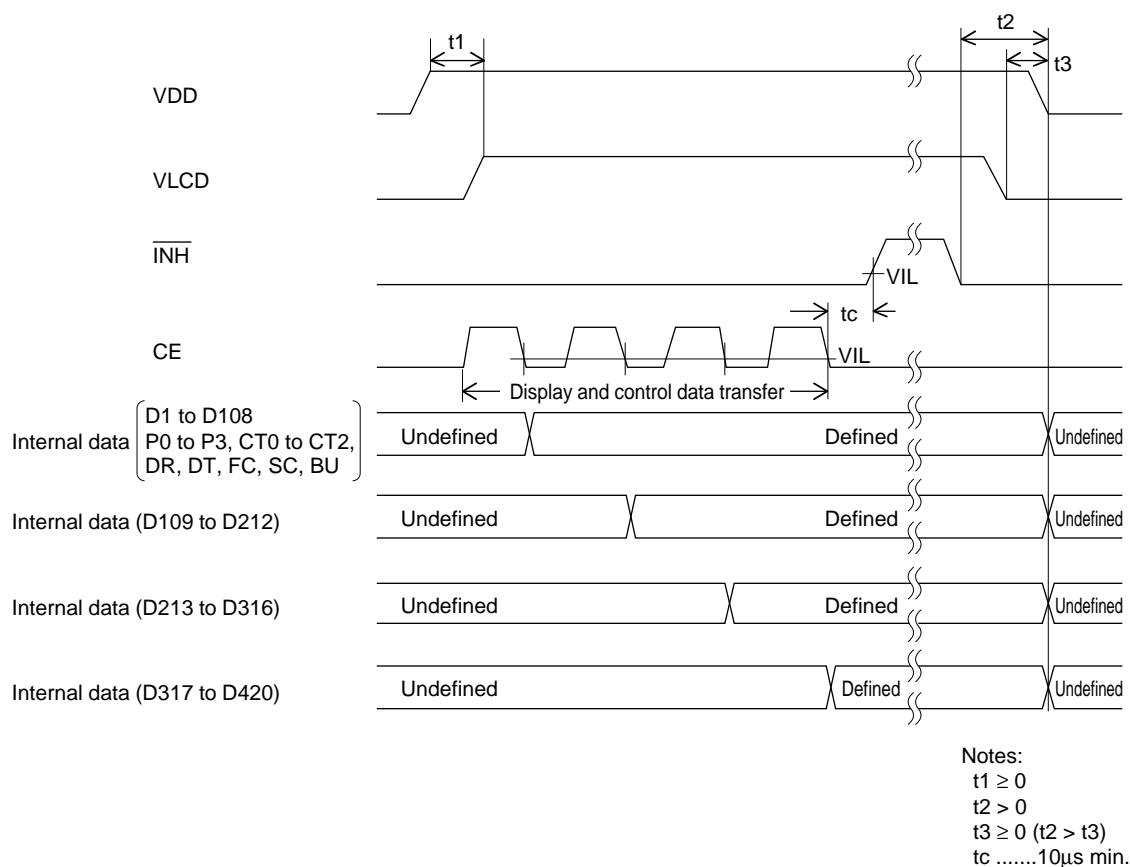 t1
t2
t3
VDD
VLCD
INH
VIL
tc
CE
VIL
Display and control data transfer
Internal data
D1 to D108
P0 to P3, CT0 to CT2,
DR, DT, FC, SC, BU
Undefined
Defined
Undefined
Internal data (D109 to D212)
Undefined
Defined
Undefined
Internal data (D213 to D316)
Undefined
Defined
Undefined
Internal data (D317 to D420)
Undefined
Defined
Undefined
Notes:
t1 ≥ 0
t2 > 0
t3 ≥ 0 (t2 > t3)
tc .......10µs min.